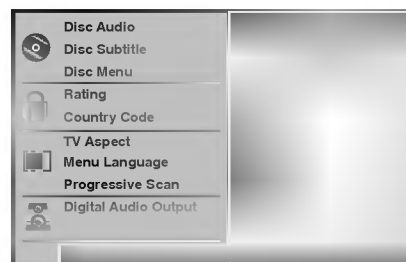 Disc Audio
Disc Subtitle
Disc Menu
Rating
Country Code
TV Aspect
Menu Language
Progressive Scan
Digital Audio Output